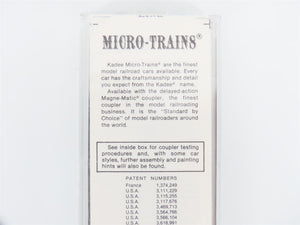 MICRO-TRAINS®
Kadee Micro-Trains® are the finest
model railroad cars available. Every
car has the craftsmanship and detail
you expect from the Kadee® name.
Available with the delayed-action
Magne-Matic® coupler, the finest
coupler in the model railroading
business. It is the "Standard by
Choice" of model railroaders around
the world.
See inside box for coupler testing
procedures and, with some car
styles, further assembly and painting
hints will also be found.
PATENT NUMBERS
France 1,374,249
U.S.A. 3,111,229
U.S.A. 3,115,255
U.S.A. 3,117,676
U.S.A. 3,469,713
U.S.A. 3,564,766
U.S.A. 3,566,104
U.S.A. 3,618,991